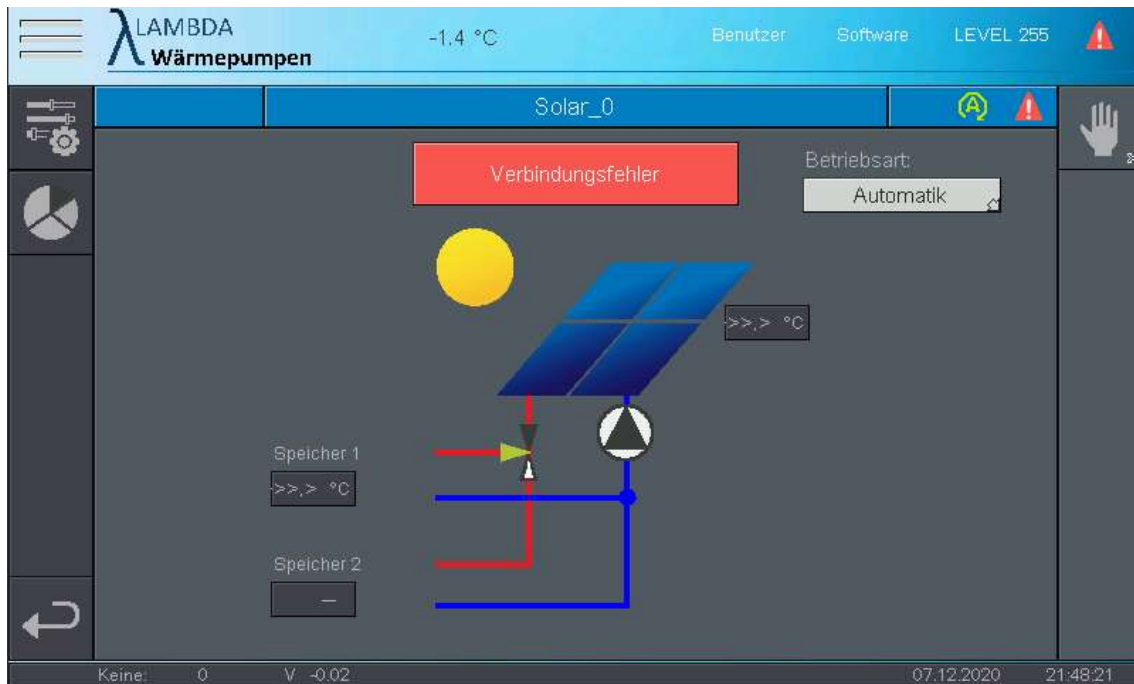 LAMBDA
Wärmepumpen
-1.4 °C
Benutzer
Software
LEVEL 255
Solar_0
A
Verbindungsfehler
Betriebsart:
Automatik
>>.> °C
Speicher 1
>>.> °C
Speicher 2
—
Keine: 0 V -0.02
07.12.2020 21:48:21